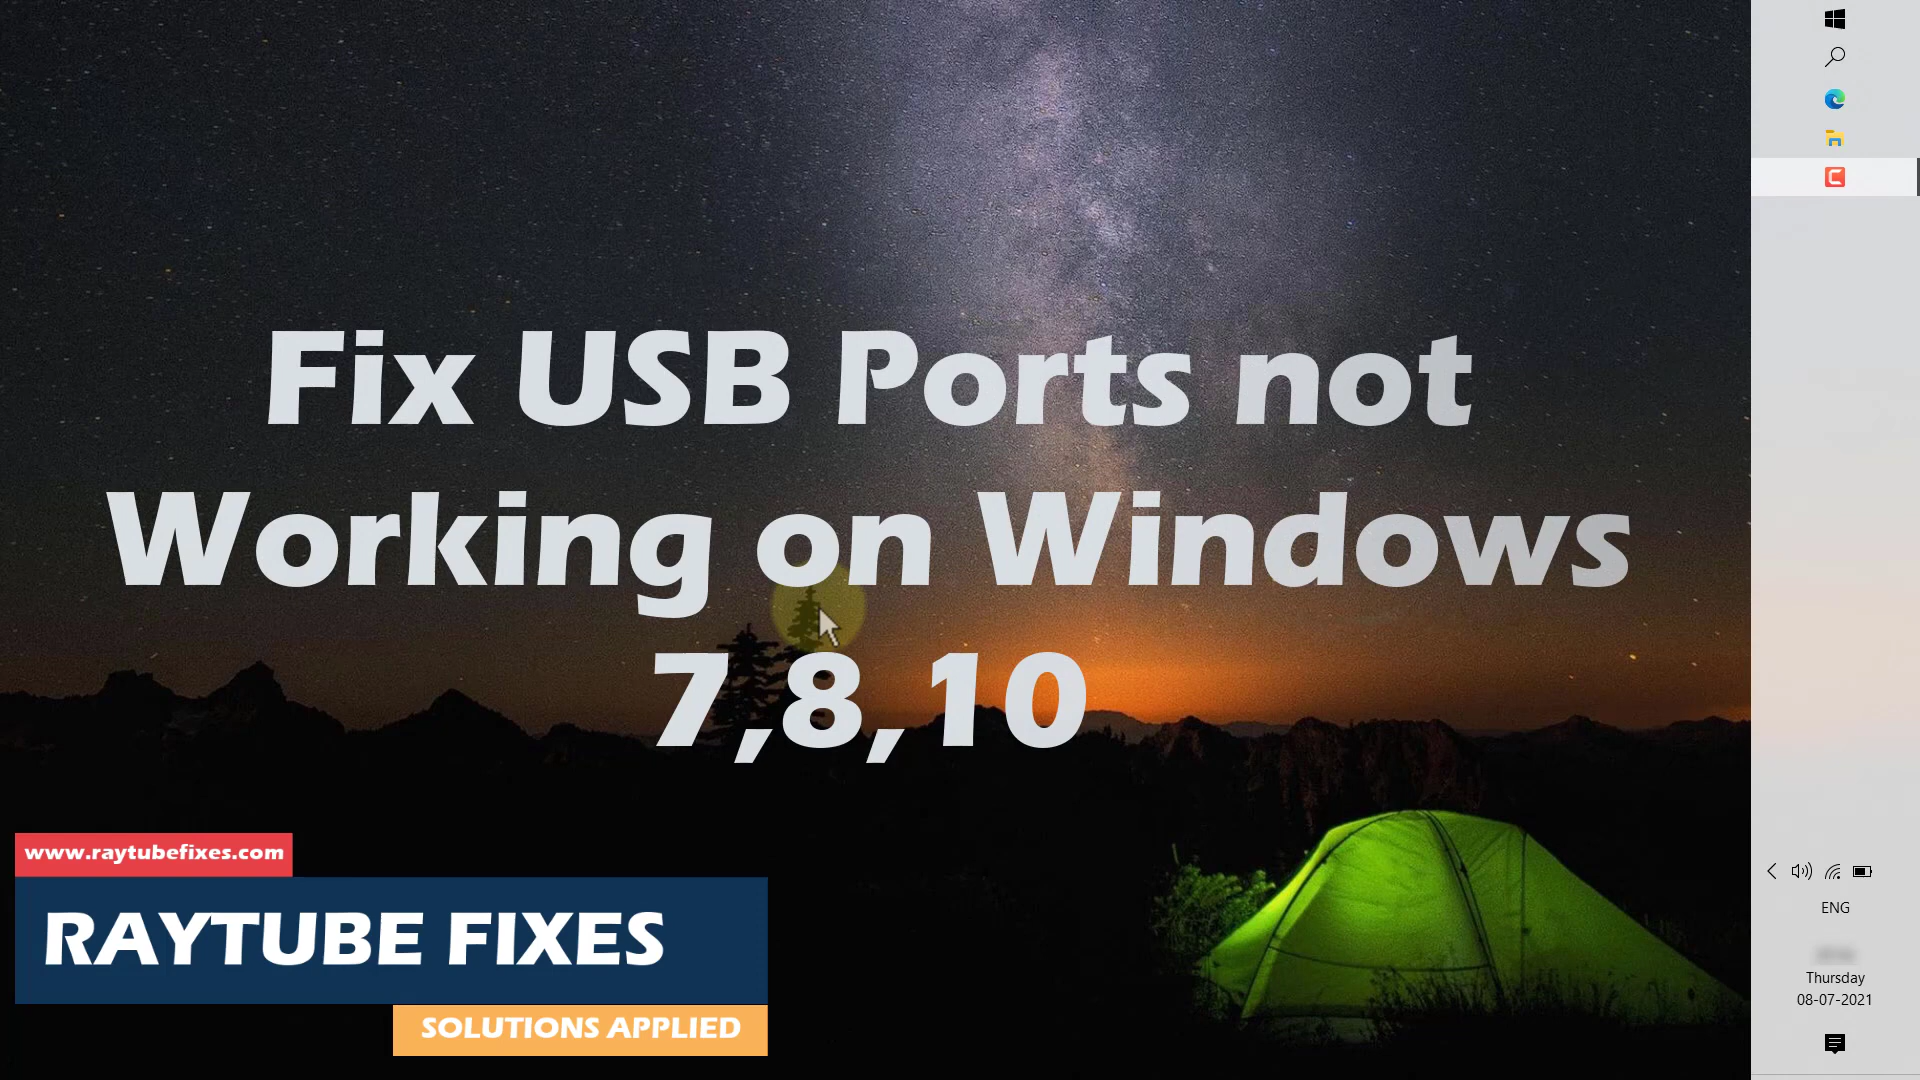 Fix USB Ports not
Working on Windows
7,8,10
www.raytubefixes.com
RAYTUBE FIXES
SOLUTIONS APPLIED
ENG
Thursday
08-07-2021